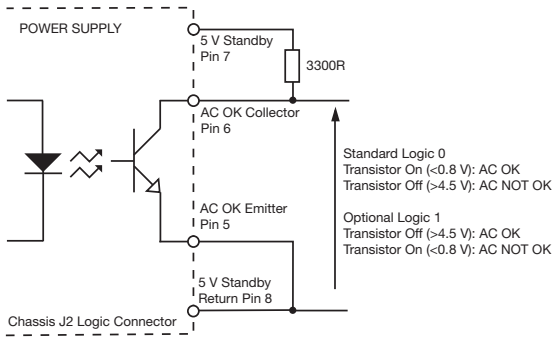 POWER SUPPLY
5 V Standby
Pin 7
3300R
AC OK Collector
Pin 6
Standard Logic 0
Transistor On (<0.8 V): AC OK
Transistor Off (>4.5 V): AC NOT OK
Optional Logic 1
Transistor Off (>4.5 V): AC OK
Transistor On (<0.8 V): AC NOT OK
AC OK Emitter
Pin 5
5 V Standby
Return Pin 8
Chassis J2 Logic Connector